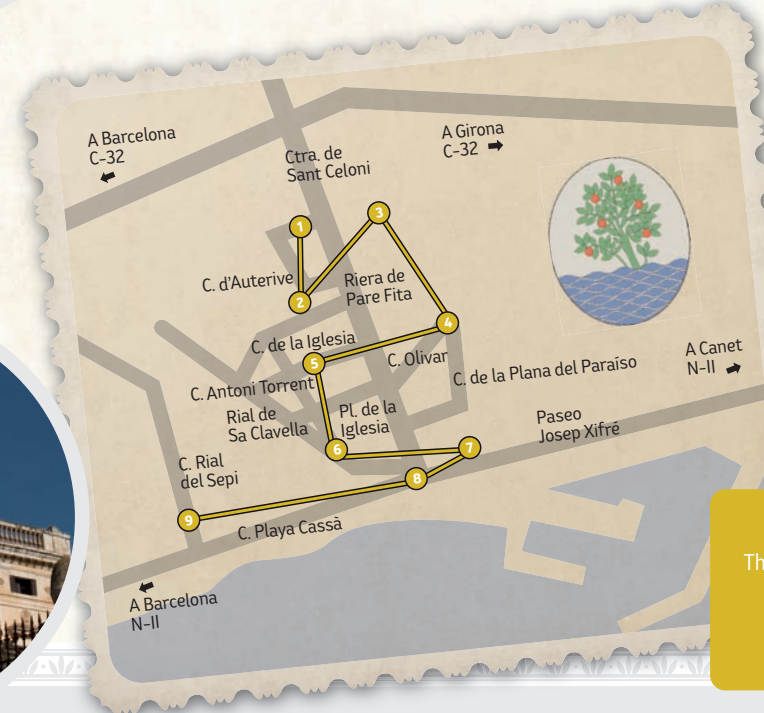 A Barcelona
C-32
Ctra. de
Sant Celoni
A Girona
C-32
1
3
C. d'Auterive
2
Riera de
Pare Fita
4
C. de la Iglesia
5
C. Olivar
C. de la Plana del Paraíso
A Canet
N-II
C. Antoni Torrent
Rial de
Sa Clavella
Pl. de la
Iglesia
Paseo
Josep Xifré
6
7
C. Rial
del Sepi
8
9
C. Playa Cassà
A Barcelona
N-II
Th